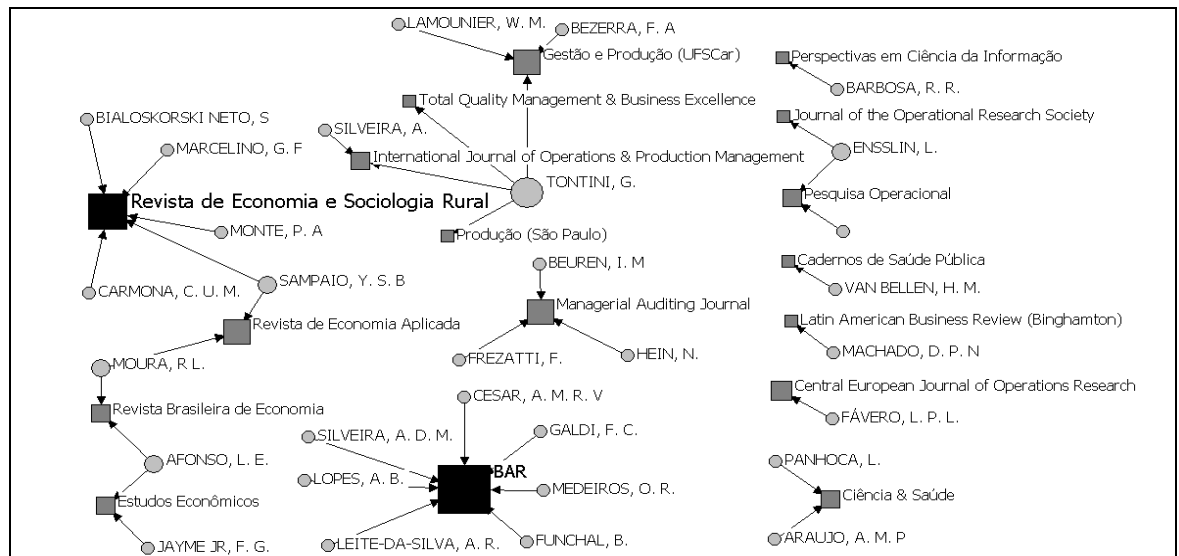 LAMOUNIER, W. M.
BEZERRA, F. A
Gestão e Produção (UFSCar)
Perspectivas em Ciência da Informação
BARBOSA, R. R.
Total Quality Management & Business Excellence
BIALOSKORSKI NETO, S
SILVEIRA, A.
Journal of the Operational Research Society
MARCELINO, G. F
International Journal of Operations & Production Management
ENSSLIN, L.
TONTINI, G.
Revista de Economia e Sociologia Rural
Pesquisa Operacional
MONTE, P. A
Produção (São Paulo)
BEUREN, I. M
Cadernos de Saúde Pública
SAMPAIO, Y. S. B
CARMONA, C. U. M.
VAN BELLEN, H. M.
Managerial Auditing Journal
Revista de Economia Aplicada
Latin American Business Review (Binghamton)
MOURA, R L.
FREZATTI, F.
HEIN, N.
MACHADO, D. P. N
Central European Journal of Operations Research
CESAR, A. M. R. V
Revista Brasileira de Economia
FÁVERO, L. P. L.
SILVEIRA, A. D. M.
GALDI, F. C.
AFONSO, L. E.
PANHOCA, L.
BAR
LOPES, A. B.
MEDEIROS, O. R.
Ciência & Saúde
Estudos Econômicos
JAYME JR, F. G.
LEITE-DA-SILVA, A. R.
FUNCHAL, B.
ARAUJO, A. M. P